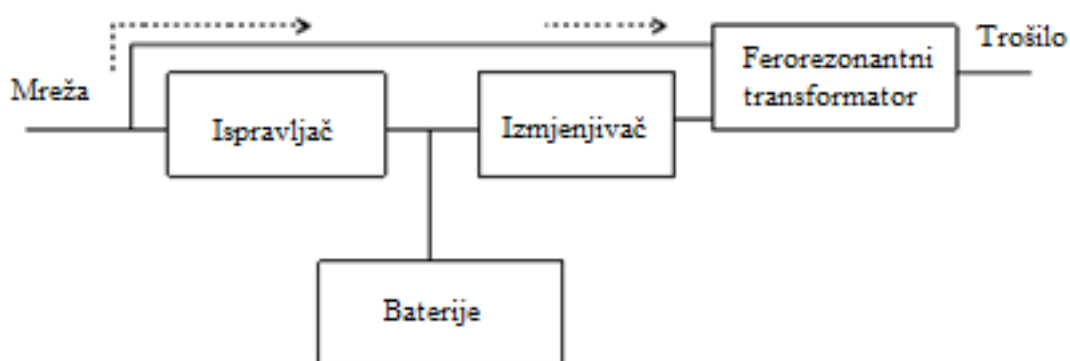 Mreža
Ispravljač
Izmjenjivač
Ferorezonantni
transformator
Trošilo
Baterije